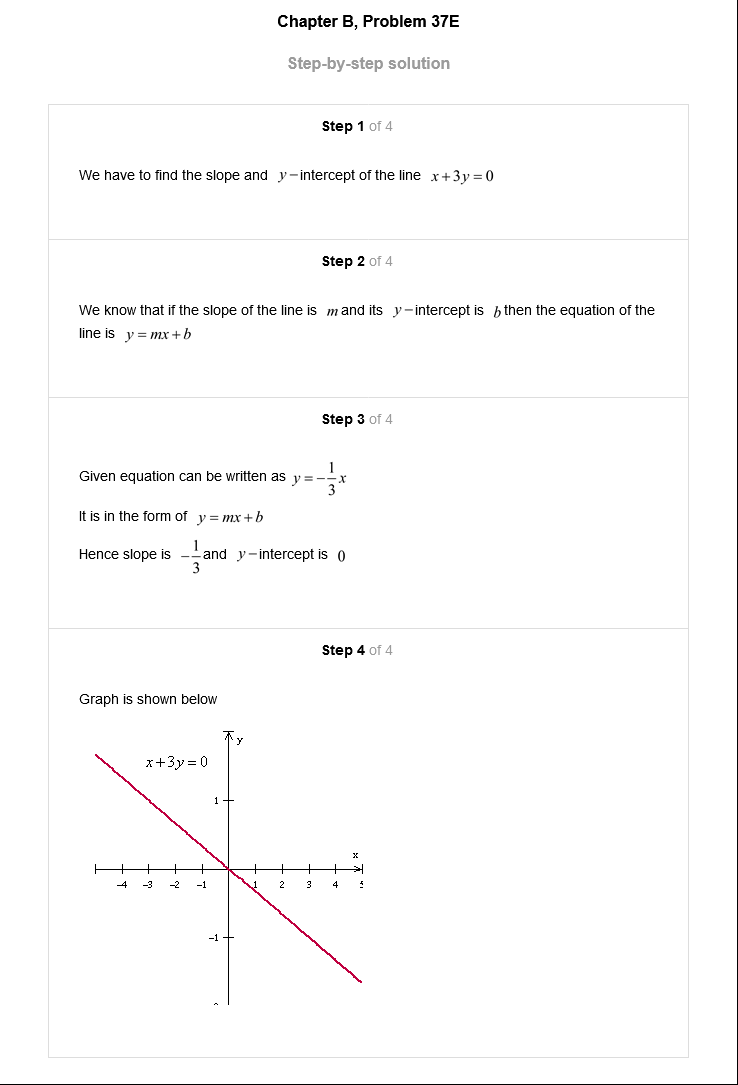 Chapter B, Problem 37E
Step-by-step solution
Step 1 of 4
We have to find the slope and y−intercept of the line x+3y=0
Step 2 of 4
We know that if the slope of the line is m and its y−intercept is b then the equation of the
line is y=mx+b
Step 3 of 4
Given equation can be written as y=−1/3x
It is in the form of y=mx+b
Hence slope is −1/3 and y−intercept is 0
Step 4 of 4
Graph is shown below
y
x+3y=0
1
x
−4 −3 −2 −1 1 2 3 4
−1